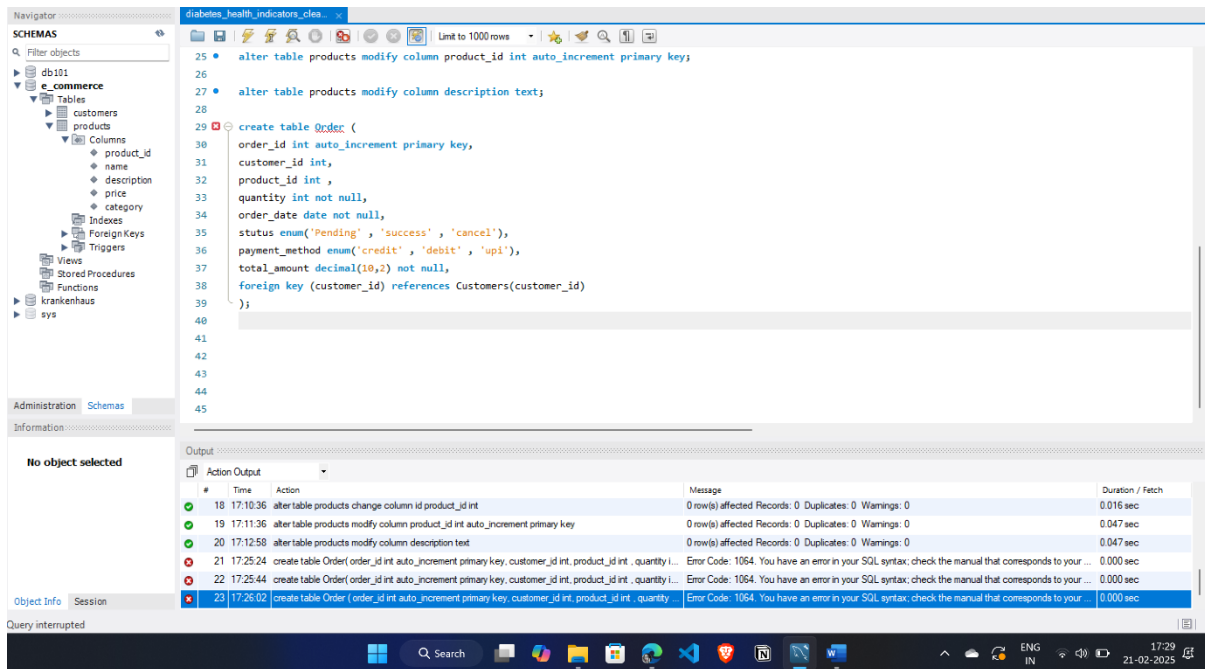 Navigator
diabetes_health_indicators_clea... ×
SCHEMAS
Filter objects
db101
e_commerce
Tables
customers
products
Columns
product_id
name
description
price
category
Indexes
Foreign Keys
Triggers
Views
Stored Procedures
Functions
krankenhaus
sys
Administration Schemas
Information
No object selected
Object Info Session
Query interrupted
Limit to 1000 rows
25 alter table products modify column product_id int auto_increment primary key;
26
27 alter table products modify column description text;
28
29 create table Order (
30 order_id int auto_increment primary key,
31 customer_id int,
32 product_id int ,
33 quantity int not null,
34 order_date date not null,
35 stutus enum('Pending' , 'success' , 'cancel'),
36 payment_method enum('credit' , 'debit' , 'upi'),
37 total_amount decimal(10,2) not null,
38 foreign key (customer_id) references Customers(customer_id)
39 );
40
41
42
43
44
45
Output
Action Output
# Time Action Message Duration / Fetch
18 17:10:36 alter table products change column id product_id int 0 row(s) affected Records: 0 Duplicates: 0 Warnings: 0 0.016 sec
19 17:11:36 alter table products modify column product_id int auto_increment primary key 0 row(s) affected Records: 0 Duplicates: 0 Warnings: 0 0.047 sec
20 17:12:58 alter table products modify column description text 0 row(s) affected Records: 0 Duplicates: 0 Warnings: 0 0.047 sec
21 17:25:24 create table Order( order_id int auto_increment primary key, customer_id int, product_id int , quantity i... Error Code: 1064. You have an error in your SQL syntax; check the manual that corresponds to your ... 0.000 sec
22 17:25:44 create table Order( order_id int auto_increment primary key, customer_id int, product_id int , quantity i... Error Code: 1064. You have an error in your SQL syntax; check the manual that corresponds to your ... 0.000 sec
23 17:26:02 create table Order ( order_id int auto_increment primary key, customer_id int, product_id int , quantity ... Error Code: 1064. You have an error in your SQL syntax; check the manual that corresponds to your ... 0.000 sec
Search
ENG
IN
17:29
21-02-2025